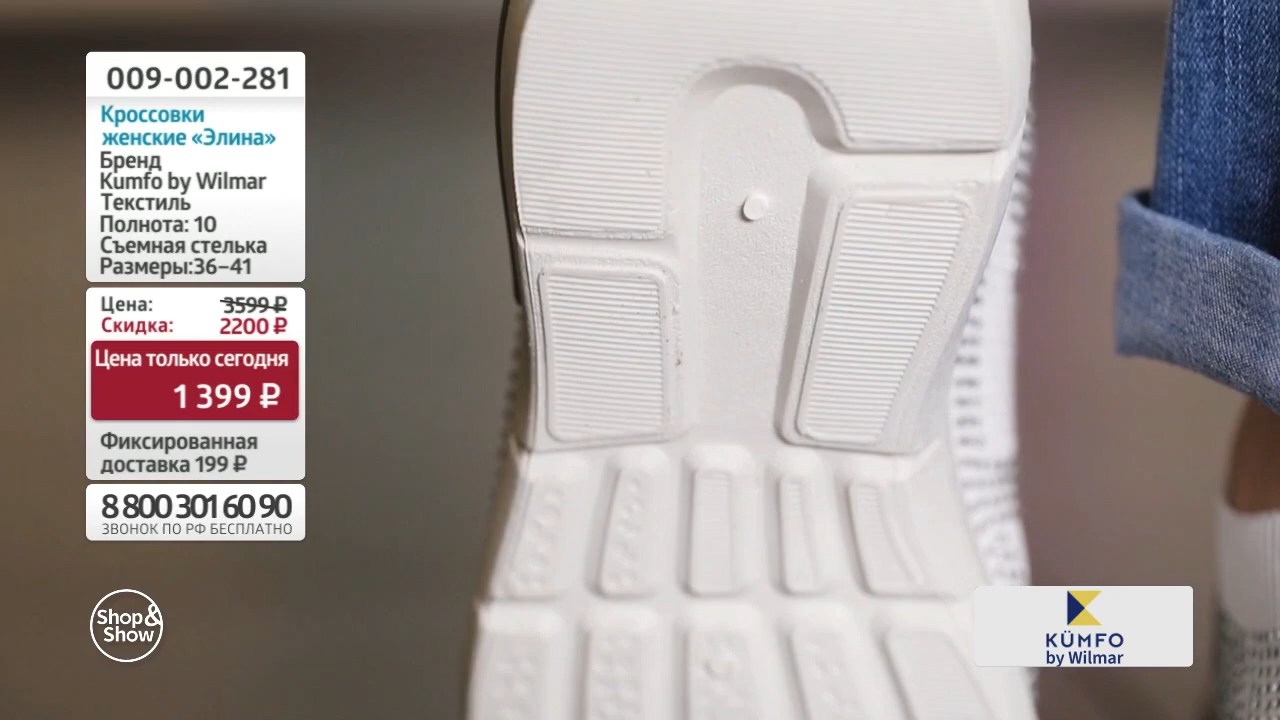 009-002-281
Кроссовки
женские «Элина»
Бренд
Kumfo by Wilmar
Текстиль
Полнота: 10
Съемная стелька
Размеры:36–41
Цена: 3599 ₽
Скидка: 2200 ₽
Цена только сегодня
1 399 ₽
Фиксированная
доставка 199 ₽
8 800 301 60 90
ЗВОНОК ПО РФ БЕСПЛАТНО
Shop&
Show
KÜMFO
by Wilmar